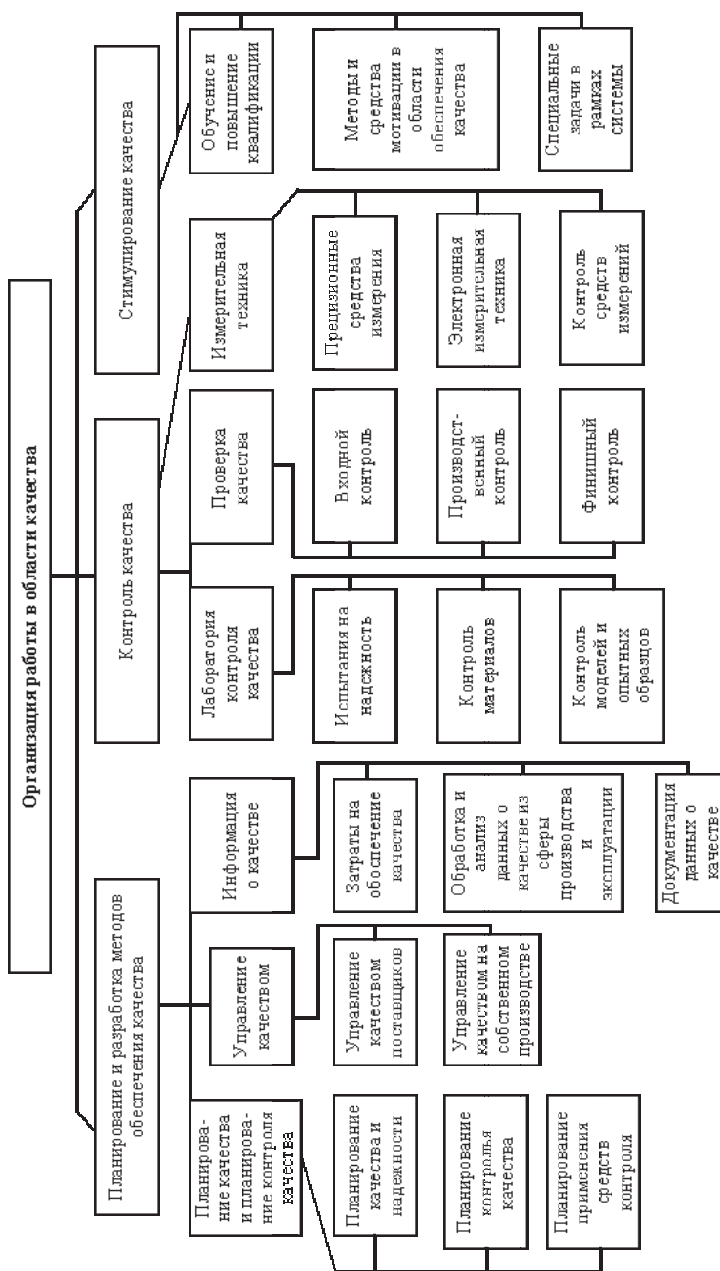 Организация работы в области качества
Планирование и разработка методов
обеспечения качества
Контроль качества
Стимулирование качества
Планирова-
ние качества
и планирова-
ние контроля
качества
Управление
качеством
Информация
о качестве
Лаборатория
контроля
качества
Проверка
качества
Измерительная
техника
Обучение и
повышение
квалификации
Планирование
качества и
надежности
Управление
качеством
поставщиков
Затраты на
обоспечение
качества
Испытания на
надежность
Входной
контроль
Прецизионные
средства
измерения
Методы и
средства
мотивации в
области
обеспечения
качества
Планирование
контролья
качества
Управление
качеством на
собственном
производстве
Обработка и
анализ
данных о
качестве из
сферы
производства
и
эксплуатации
Контроль
материалов
Производст-
венный
контроль
Электронная
измерительная
техника
Специальные
задачи в
рамках
системы
Планирование
применения
средств
контроля
Документация
данных о
качестве
Контроль
моделей и
опытных
образцов
Финишный
контроль
Контроль
средств
измерений